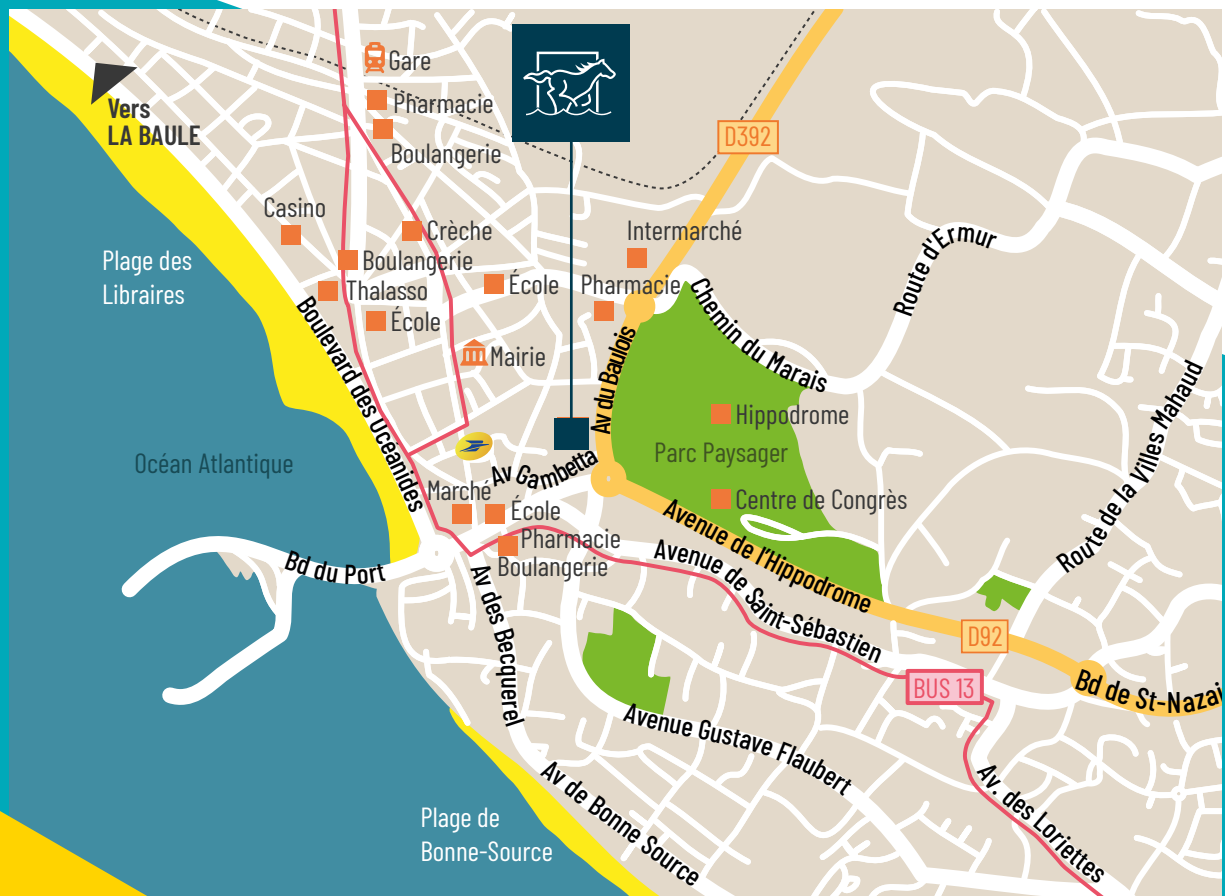 Gare
Pharmacie
Boulangerie
Vers
LA BAULE
D392
Casino
Crèche
Intermarché
Route d'Ermur
Plage des
Libraires
Boulangerie
Thalasso
École
Pharmacie
École
Chemin du Marais
Boulevard des Océanides
Mairie
Av du Baulois
Hippodrome
Parc Paysager
Route de la Villes Mahaud
Océan Atlantique
Av Gambetta
Marché
École
Centre de Congrès
Pharmacie
Boulangerie
Avenue de l'Hippodrome
Avenue de Saint-Sébastien
Bd du Port
Av des Becquerel
D92
BUS 13
Bd de St-Nazai
Avenue Gustave Flaubert
Av de Bonne Source
Av. des Loriettes
Plage de
Bonne-Source